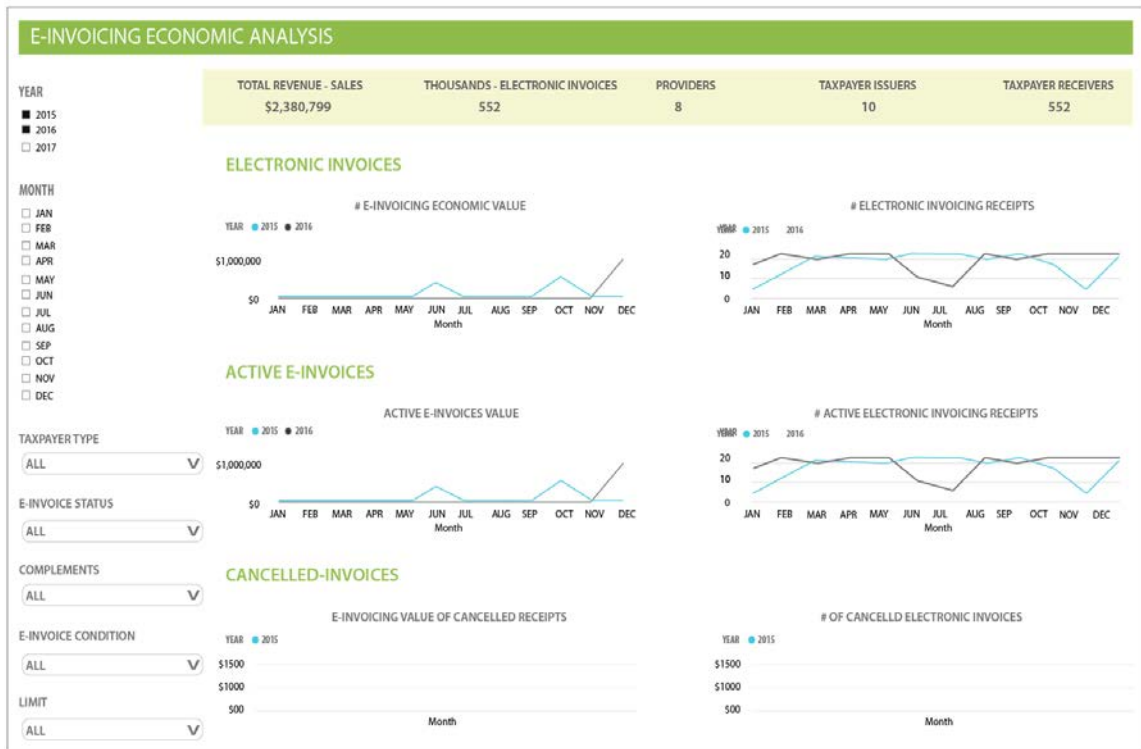 E-INVOICING ECONOMIC ANALYSIS
YEAR
2015
2016
2017
MONTH
JAN
FEB
MAR
APR
MAY
JUN
JUL
AUG
SEP
OCT
NOV
DEC
TAXPAYER TYPE
ALL
E-INVOICE STATUS
ALL
COMPLEMENTS
ALL
E-INVOICE CONDITION
ALL
LIMIT
ALL
TOTAL REVENUE - SALES THOUSANDS - ELECTRONIC INVOICES PROVIDERS TAXPAYER ISSUERS TAXPAYER RECEIVERS
$2,380,799 552 8 10 552
ELECTRONIC INVOICES
# E-INVOICING ECONOMIC VALUE
YEAR 2015 2016
$1,000,000
$0
JAN FEB MAR APR MAY JUN JUL AUG SEP OCT NOV DEC
Month
# ELECTRONIC INVOICING RECEIPTS
YEAR 2015 2016
20
10
0
JAN FEB MAR APR MAY JUN JUL AUG SEP OCT NOV DEC
Month
ACTIVE E-INVOICES
ACTIVE E-INVOICES VALUE
YEAR 2015 2016
$1,000,000
$0
JAN FEB MAR APR MAY JUN JUL AUG SEP OCT NOV DEC
Month
# ACTIVE ELECTRONIC INVOICING RECEIPTS
YEAR 2015 2016
20
10
0
JAN FEB MAR APR MAY JUN JUL AUG SEP OCT NOV DEC
Month
CANCELLED-INVOICES
E-INVOICING VALUE OF CANCELLED RECEIPTS
YEAR 2015
$1500
$1000
$00
Month
# OF CANCELLD ELECTRONIC INVOICES
YEAR 2015
$1500
$1000
$00
Month